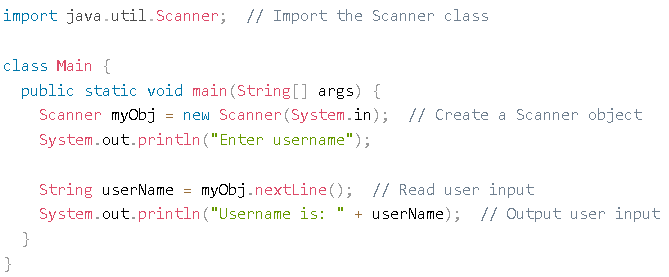 import java.util.Scanner;  // Import the Scanner class

class Main {
  public static void main(String[] args) {
    Scanner myObj = new Scanner(System.in);  // Create a Scanner object
    System.out.println("Enter username");

    String userName = myObj.nextLine();  // Read user input
    System.out.println("Username is: " + userName);  // Output user input
  }
}